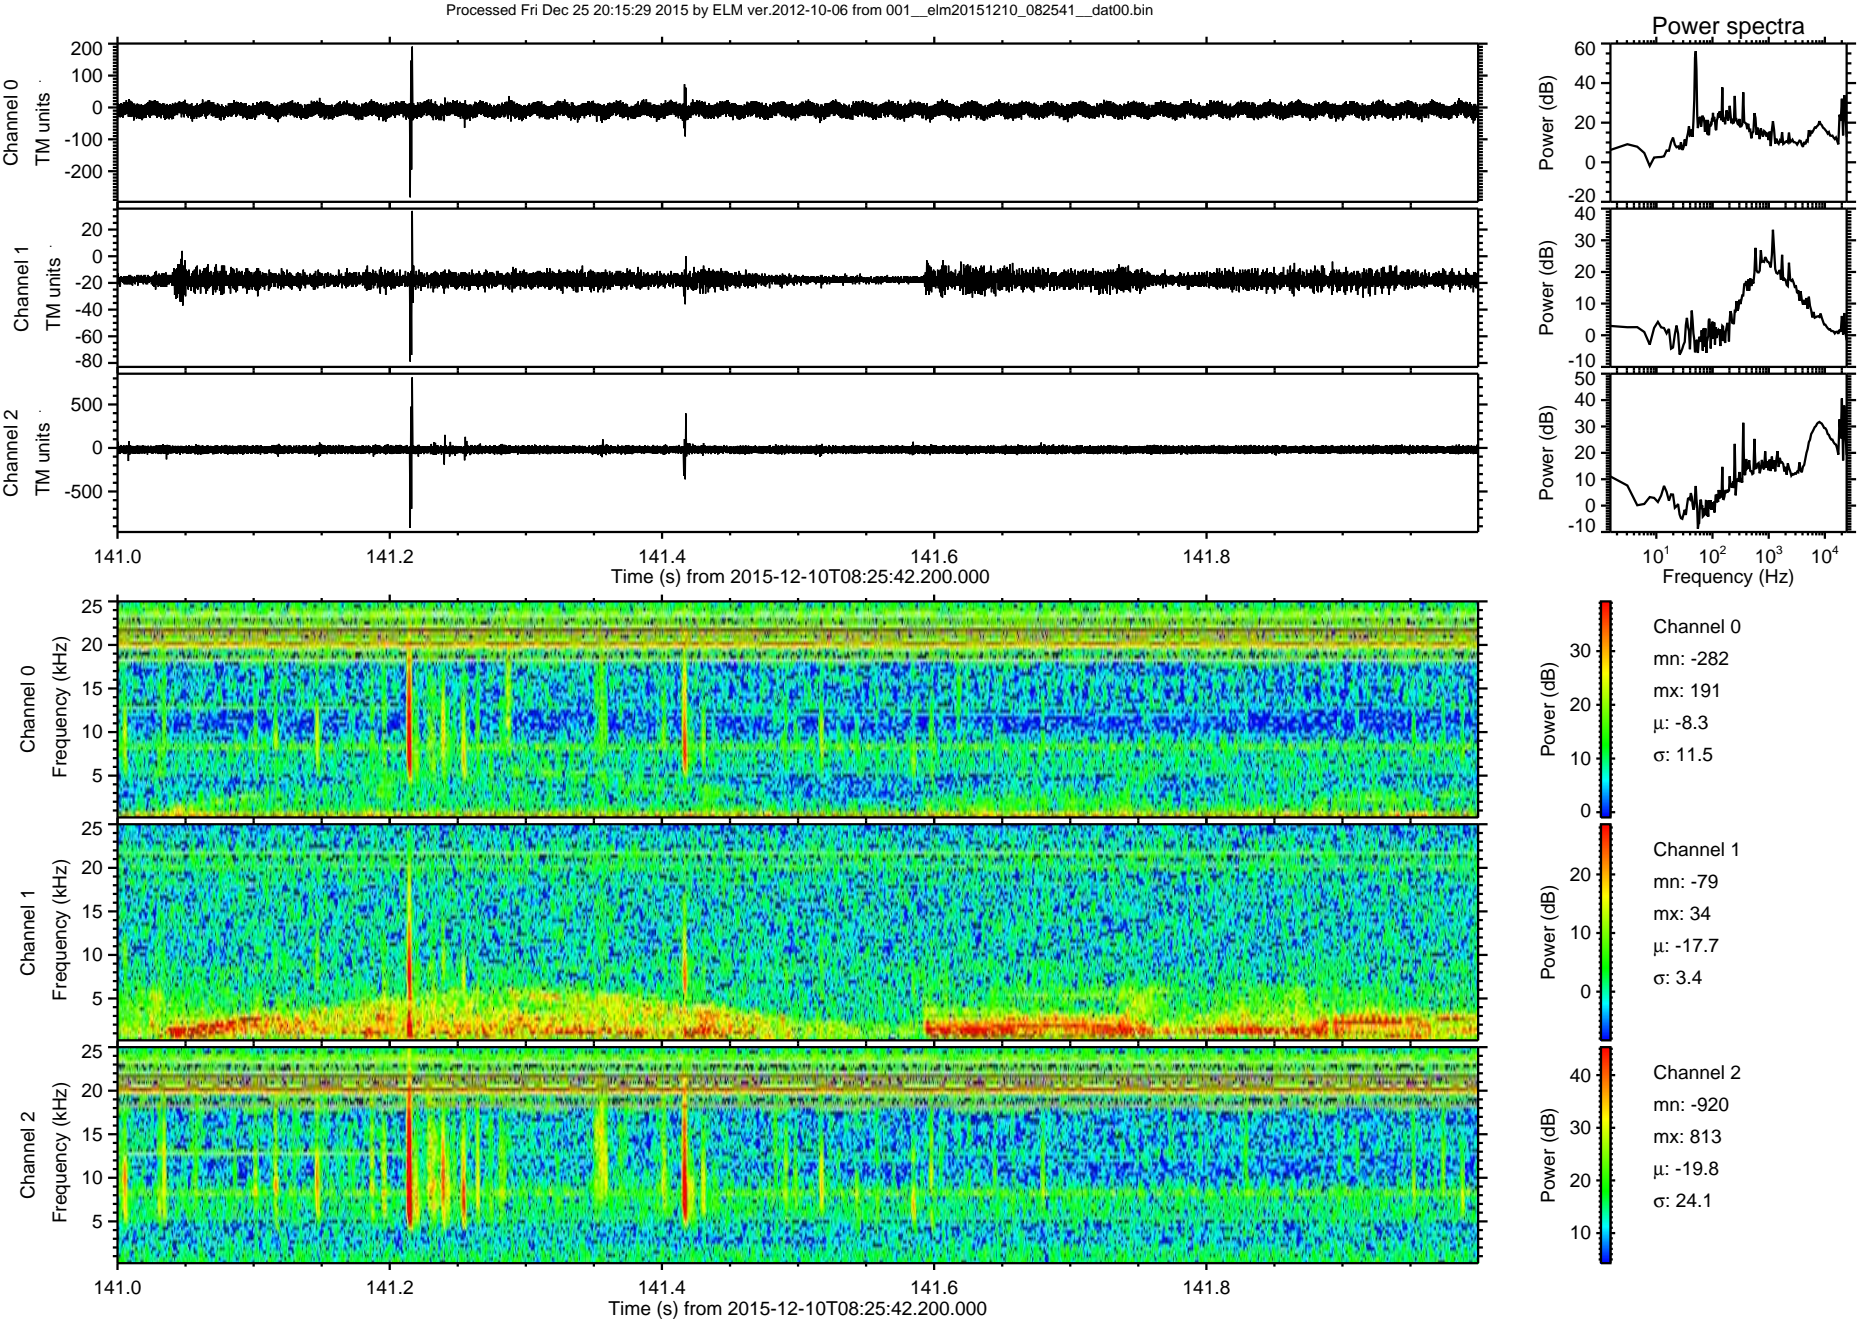 Processed Fri Dec 25 20:15:29 2015 by ELM ver.2012-10-06 from 001__elm20151210_082541__dat00.bin
Power spectra
Channel 0
TM units
200
100
0
-100
-200
Power (dB)
60
40
20
0
-20
Channel 1
TM units
20
0
-20
-40
-60
-80
Power (dB)
40
30
20
10
0
-10
Channel 2
TM units
500
0
-500
Power (dB)
50
40
30
20
10
0
-10
141.0 141.2 141.4 141.6 141.8
Time (s) from 2015-12-10T08:25:42.200.000
10^1 10^2 10^3 10^4
Frequency (Hz)
Channel 0
Frequency (kHz)
25
20
15
10
5
Power (dB)
30
20
10
0
Channel 0
mn: -282
mx: 191
μ: -8.3
σ: 11.5
Channel 1
Frequency (kHz)
25
20
15
10
5
Power (dB)
20
10
0
Channel 1
mn: -79
mx: 34
μ: -17.7
σ: 3.4
Channel 2
Frequency (kHz)
25
20
15
10
5
Power (dB)
40
30
20
10
Channel 2
mn: -920
mx: 813
μ: -19.8
σ: 24.1
141.0 141.2 141.4 141.6 141.8
Time (s) from 2015-12-10T08:25:42.200.000